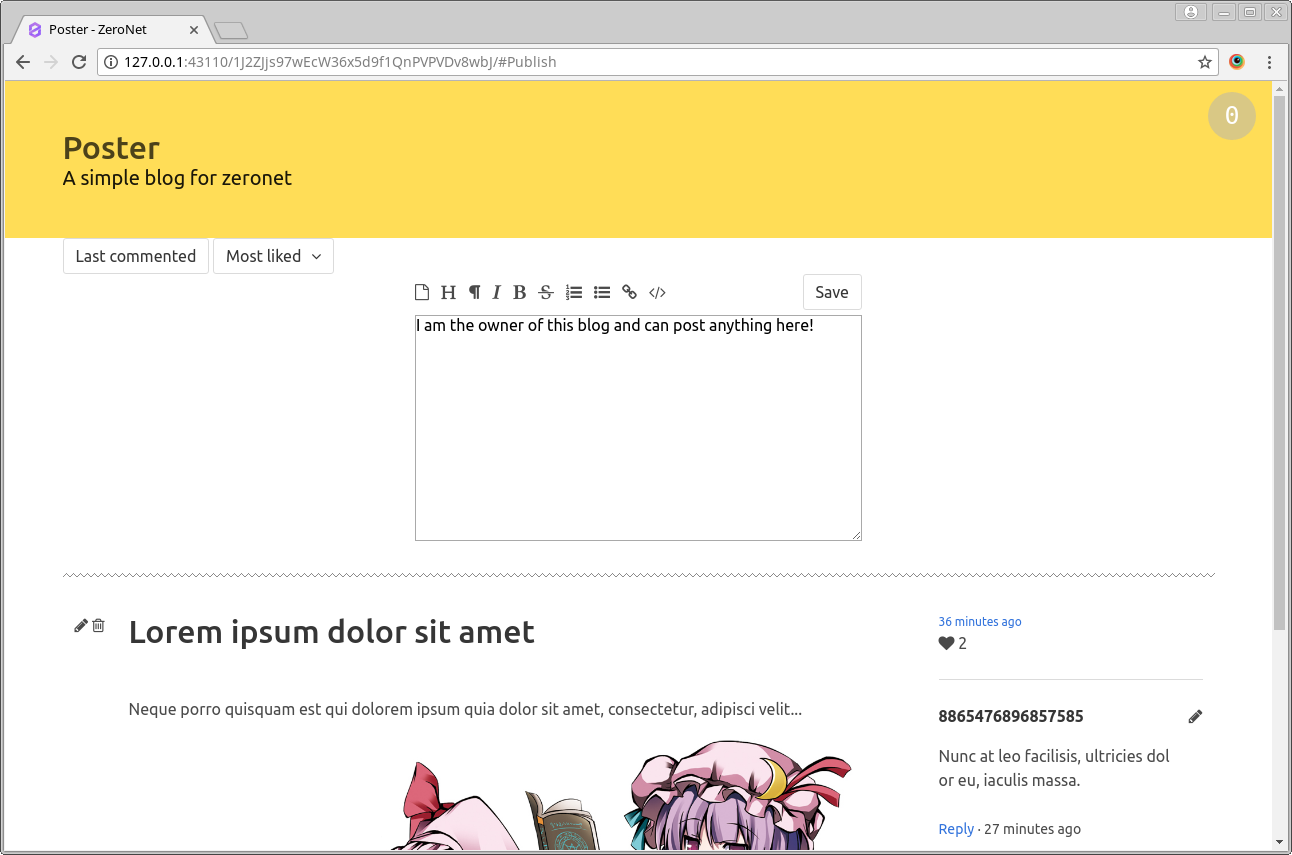 Poster - ZeroNet
127.0.0.1:43110/1J2ZJjs97wEcW36x5d9f1QnPVPVDv8wbJ/#Publish
0
Poster
A simple blog for zeronet
Last commented Most liked
H ¶ I B S </> Save
I am the owner of this blog and can post anything here!
Lorem ipsum dolor sit amet
36 minutes ago
2
Neque porro quisquam est qui dolorem ipsum quia dolor sit amet, consectetur, adipisci velit...
8865476896857585
Nunc at leo facilisis, ultricies dol
or eu, iaculis massa.
Reply · 27 minutes ago